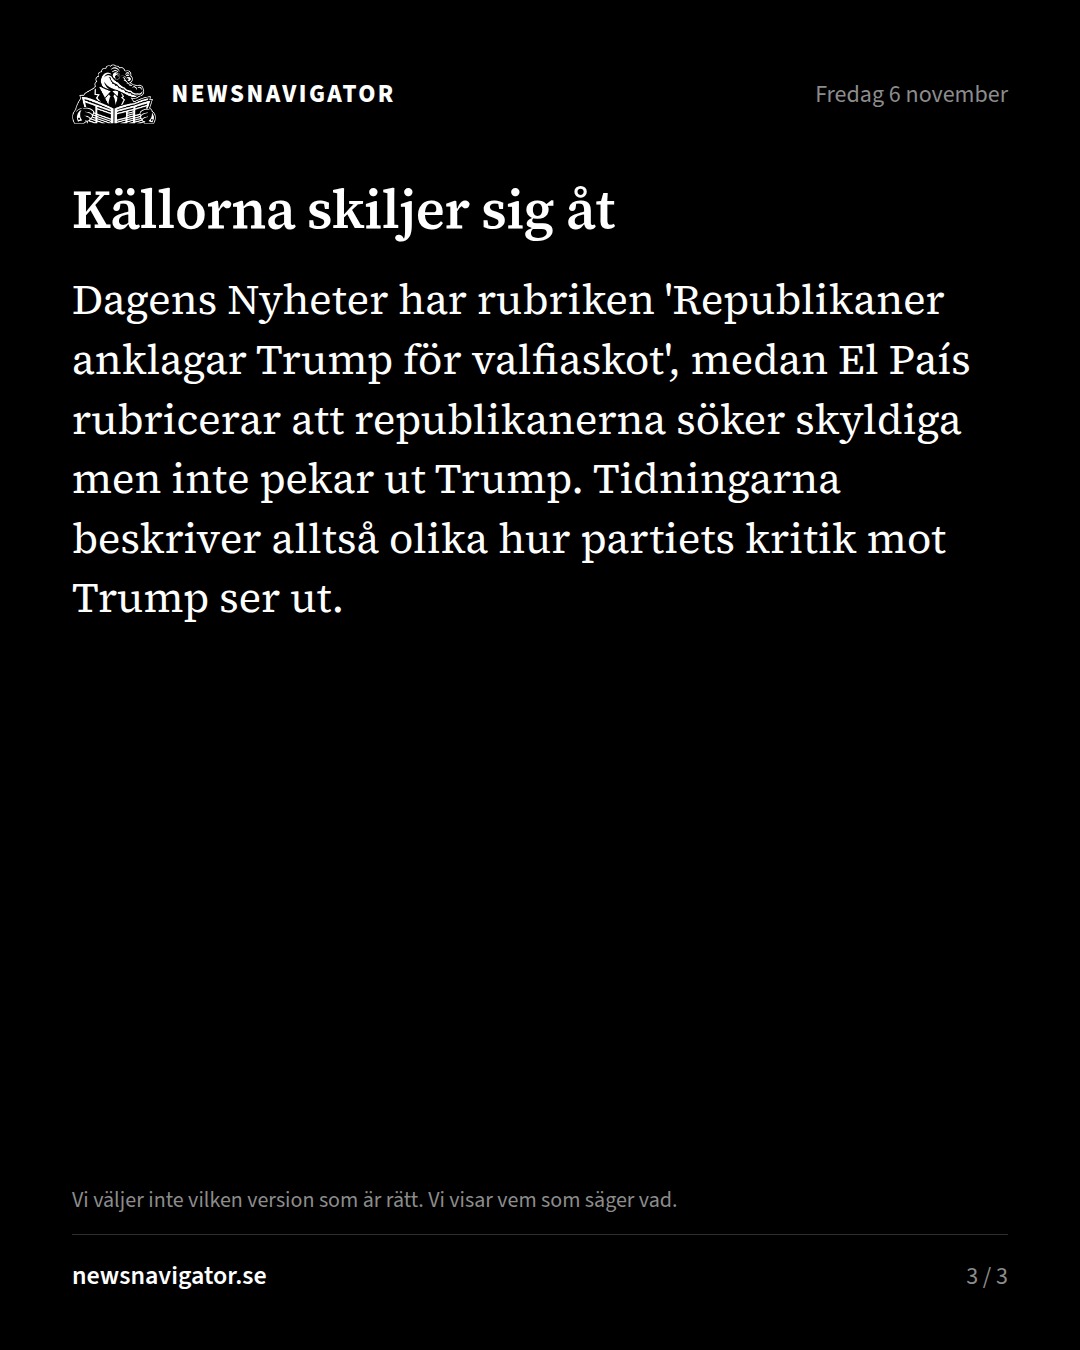 NEWSNAVIGATOR
Fredag 6 november
Källorna skiljer sig åt
Dagens Nyheter har rubriken 'Republikaner
anklagar Trump för valfiaskot', medan El País
rubricerar att republikanerna söker skyldiga
men inte pekar ut Trump. Tidningarna
beskriver alltså olika hur partiets kritik mot
Trump ser ut.
Vi väljer inte vilken version som är rätt. Vi visar vem som säger vad.
newsnavigator.se
3 / 3